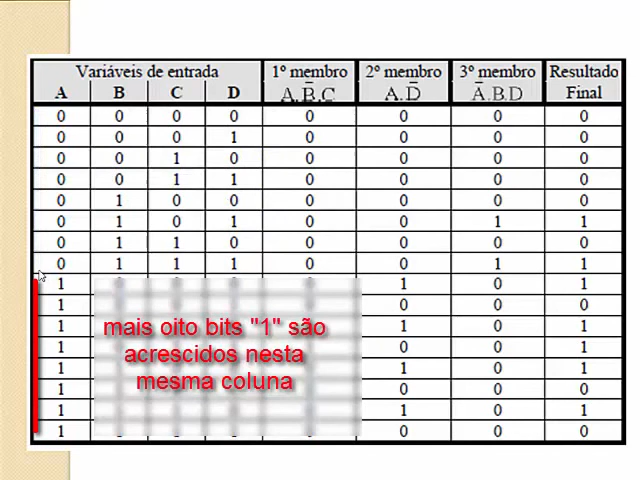 Variáveis de entrada 1º membro 2º membro 3º membro Resultado
A B C D A.B̅.C A.D̅ A̅.B.D Final
0 0 0 0 0 0 0 0
0 0 0 1 0 0 0 0
0 0 1 0 0 0 0 0
0 0 1 1 0 0 0 0
0 1 0 0 0 0 0 0
0 1 0 1 0 0 1 1
0 1 1 0 0 0 0 0
0 1 1 1 0 0 1 1
1 1 0 1
1 0 0 0
1 1 0 1
1 0 0 1
1 1 0 1
1 0 0 0
1 1 0 1
1 0 0 0
mais oito bits "1" são
acrescidos nesta
mesma coluna